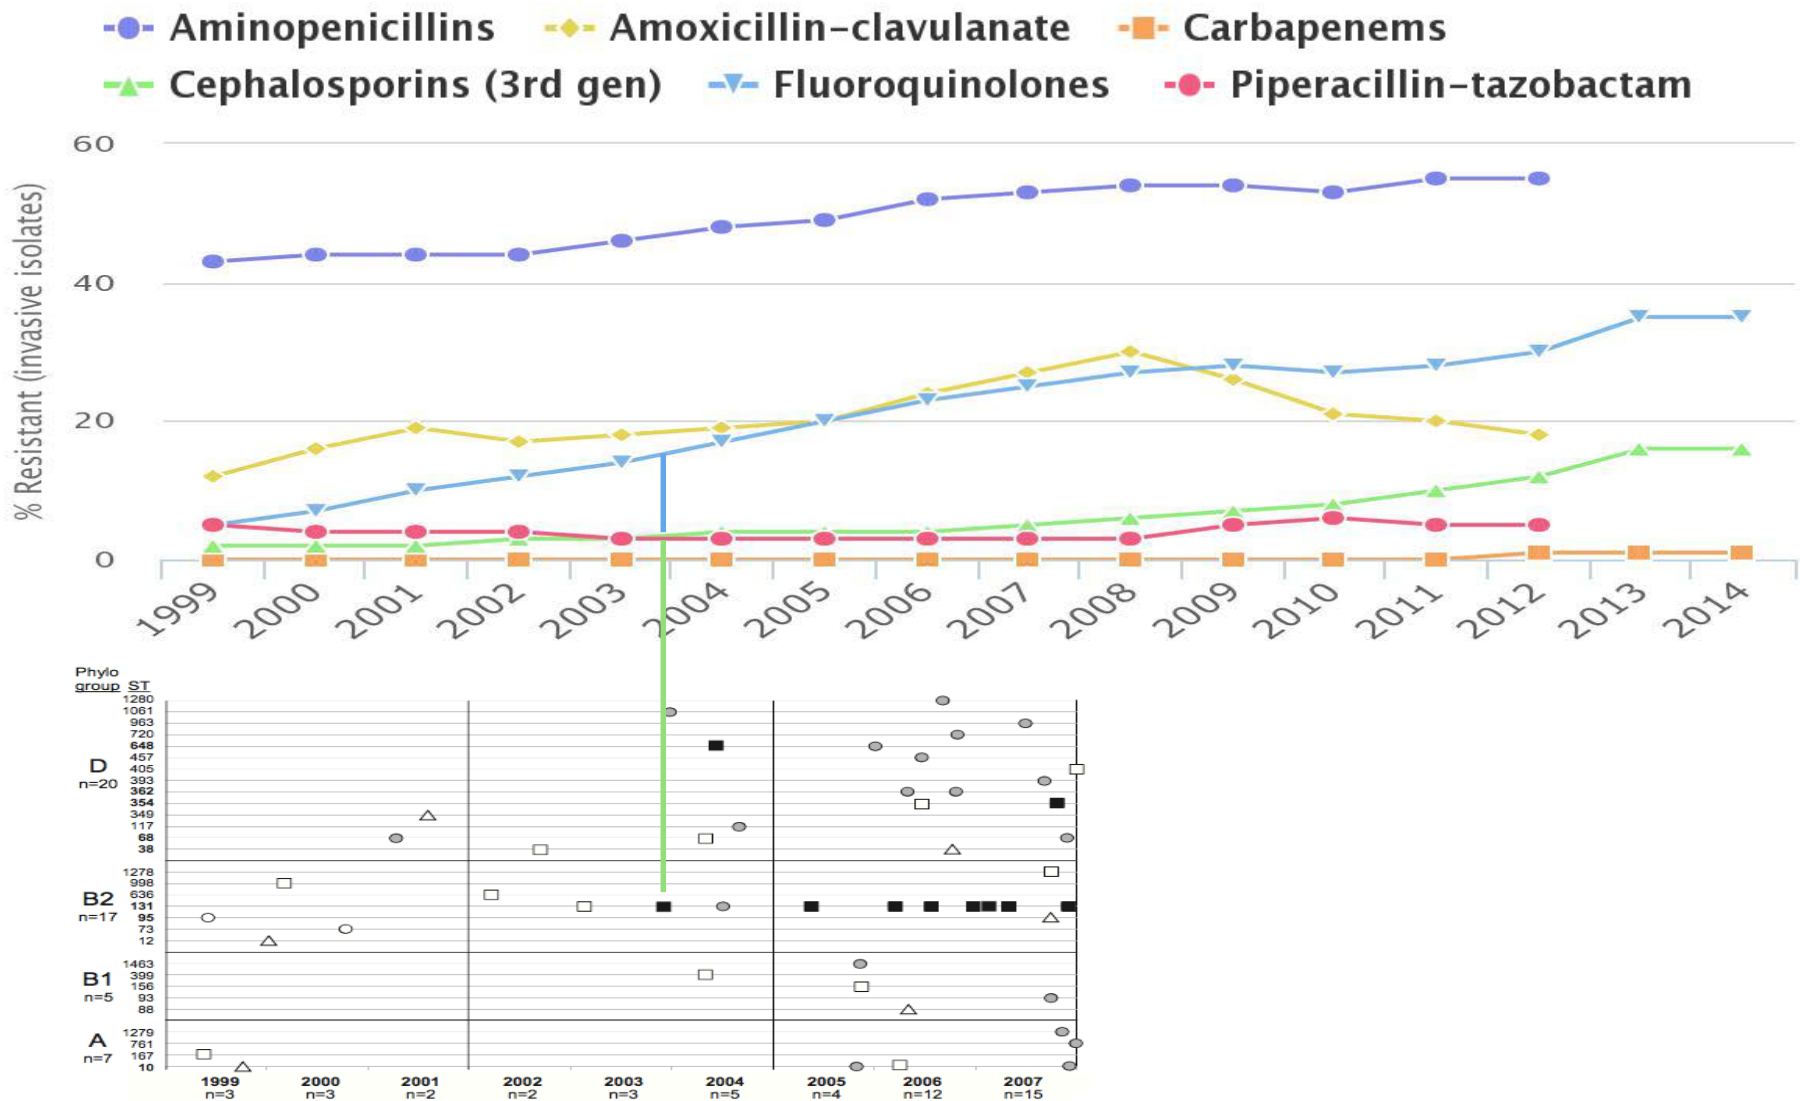 Aminopenicillins Amoxicillin-clavulanate Carbapenems
Cephalosporins (3rd gen) Fluoroquinolones Piperacillin-tazobactam
% Resistant (invasive isolates)
60
40
20
0
1999 2000 2001 2002 2003 2004 2005 2006 2007 2008 2009 2010 2011 2012 2013 2014
Phylo
group ST
1280
1061
963
720
648
457
D
405
n=20
393
362
354
349
117
68
38
1278
998
636
B2
131
n=17
95
73
12
1463
399
B1
156
n=5
93
88
1279
A
761
n=7
167
10
1999 2000 2001 2002 2003 2004 2005 2006 2007
n=3 n=3 n=2 n=2 n=3 n=5 n=4 n=12 n=15